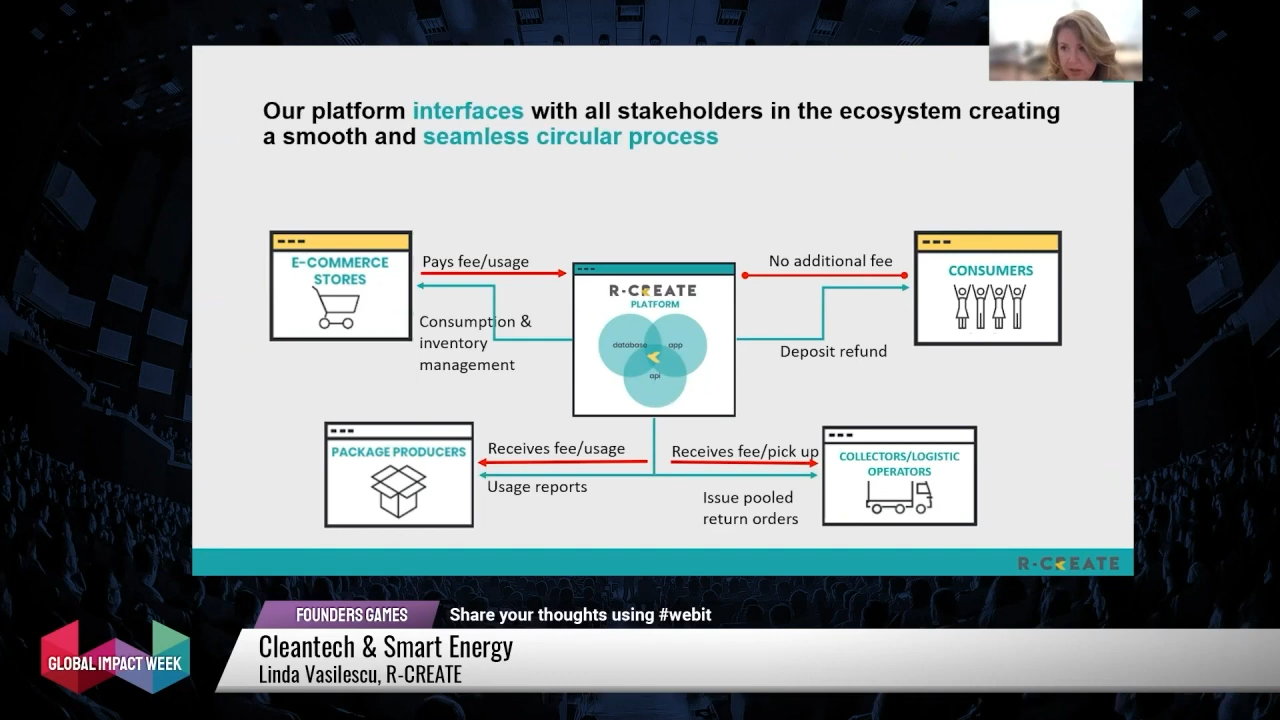 Our platform interfaces with all stakeholders in the ecosystem creating
a smooth and seamless circular process
E-COMMERCE
STORES
Pays fee/usage
Consumption &
inventory
management
R-CREATE
PLATFORM
database
app
api
No additional fee
Deposit refund
CONSUMERS
PACKAGE PRODUCERS
Receives fee/usage
Usage reports
Receives fee/pick up
Issue pooled
return orders
COLLECTORS/LOGISTIC
OPERATORS
R-CREATE
FOUNDERS GAMES
Share your thoughts using #webit
GLOBAL IMPACT WEEK
Cleantech & Smart Energy
Linda Vasilescu, R-CREATE